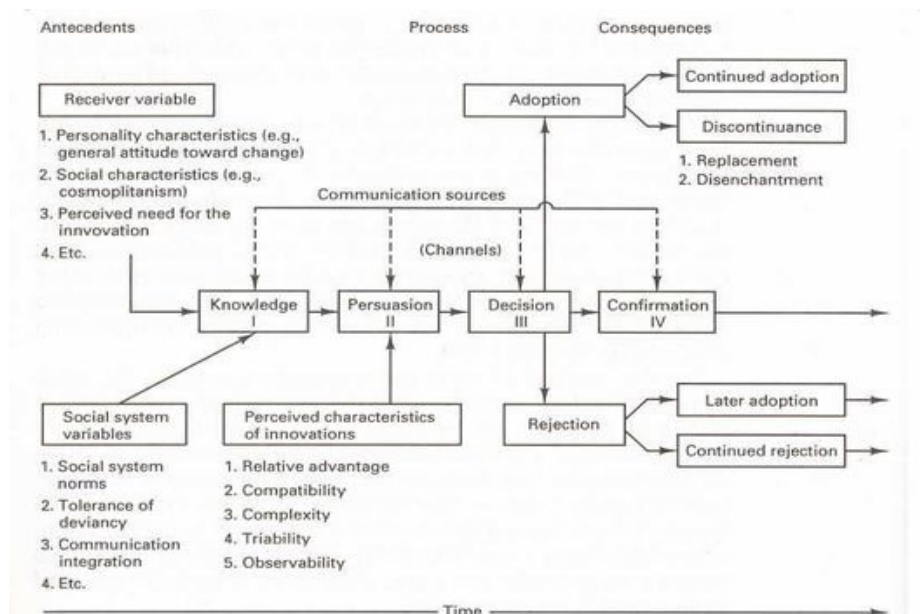 Antecedents
Process
Consequences
Receiver variable
1. Personality characteristics (e.g.,
general attitude toward change)
2. Social characteristics (e.g.,
cosmoplitanism)
3. Perceived need for the
innvovation
4. Etc.
Adoption
Continued adoption
Discontinuance
1. Replacement
2. Disenchantment
Communication sources
(Channels)
Knowledge
I
Persuasion
II
Decision
III
Confirmation
IV
Social system
variables
1. Social system
norms
2. Tolerance of
deviancy
3. Communication
integration
4. Etc.
Perceived characteristics
of innovations
1. Relative advantage
2. Compatibility
3. Complexity
4. Triability
5. Observability
Rejection
Later adoption
Continued rejection
Time